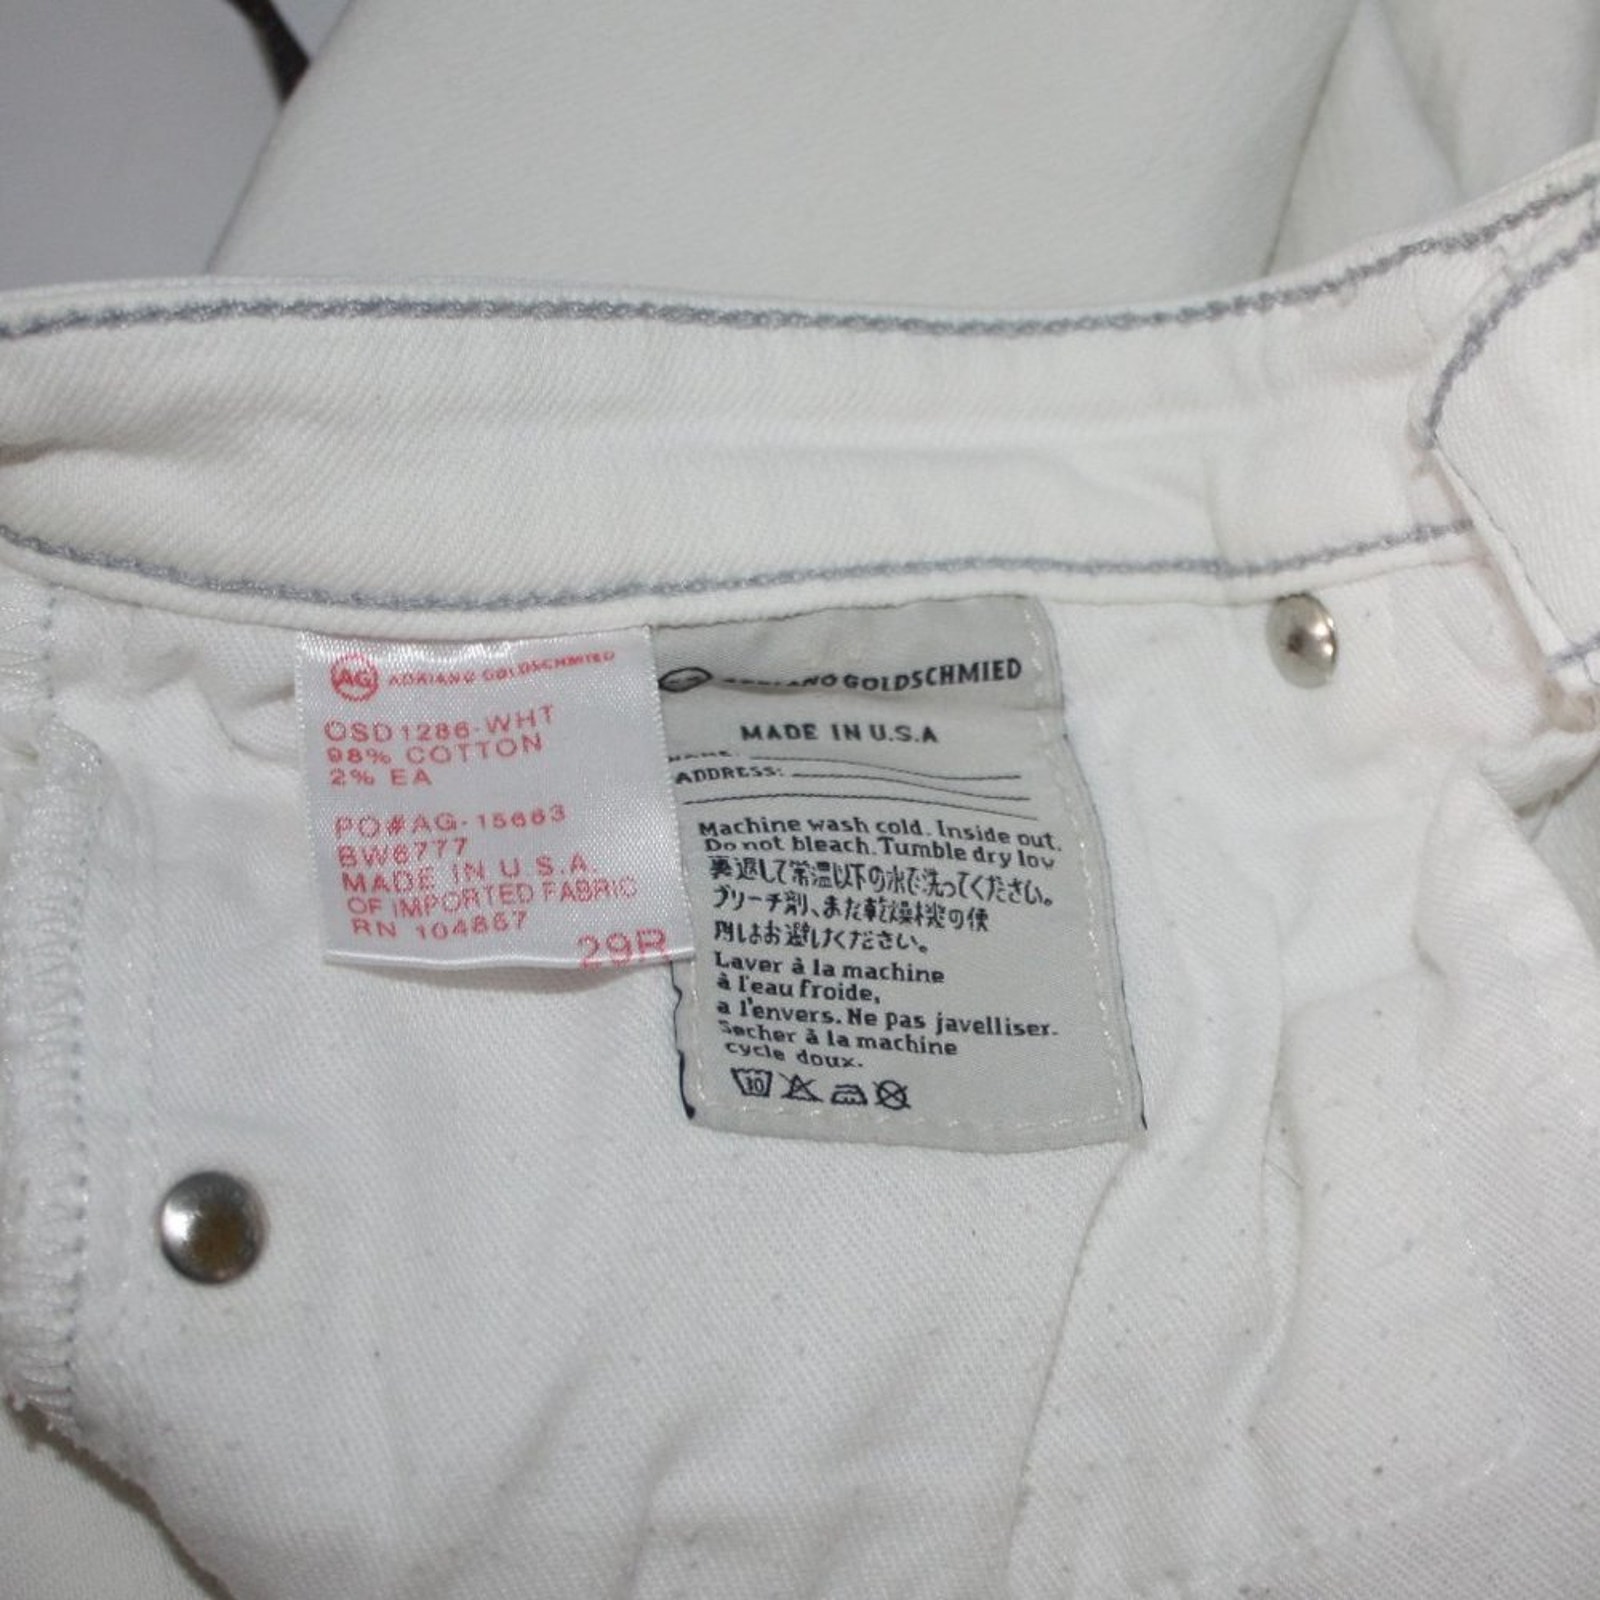 AG ADRIANO GOLDSCHMIED
QSD1286-WHT
98% COTTON
2% EA
PO#AG-15663
BW6777
MADE IN U.S.A.
OF IMPORTED FABRIC
RN 104867
29R
GOLDSCHMIED
MADE IN U.S.A
NAME:
ADDRESS:
Machine wash cold. Inside out.
Do not bleach. Tumble dry low
裏返して常温以下の水で洗ってください。
ブリーチ剤、また乾燥機の使
用はお避けください。
Laver à la machine
à l'eau froide,
a l'envers. Ne pas javelliser.
Secher à la machine
cycle doux.